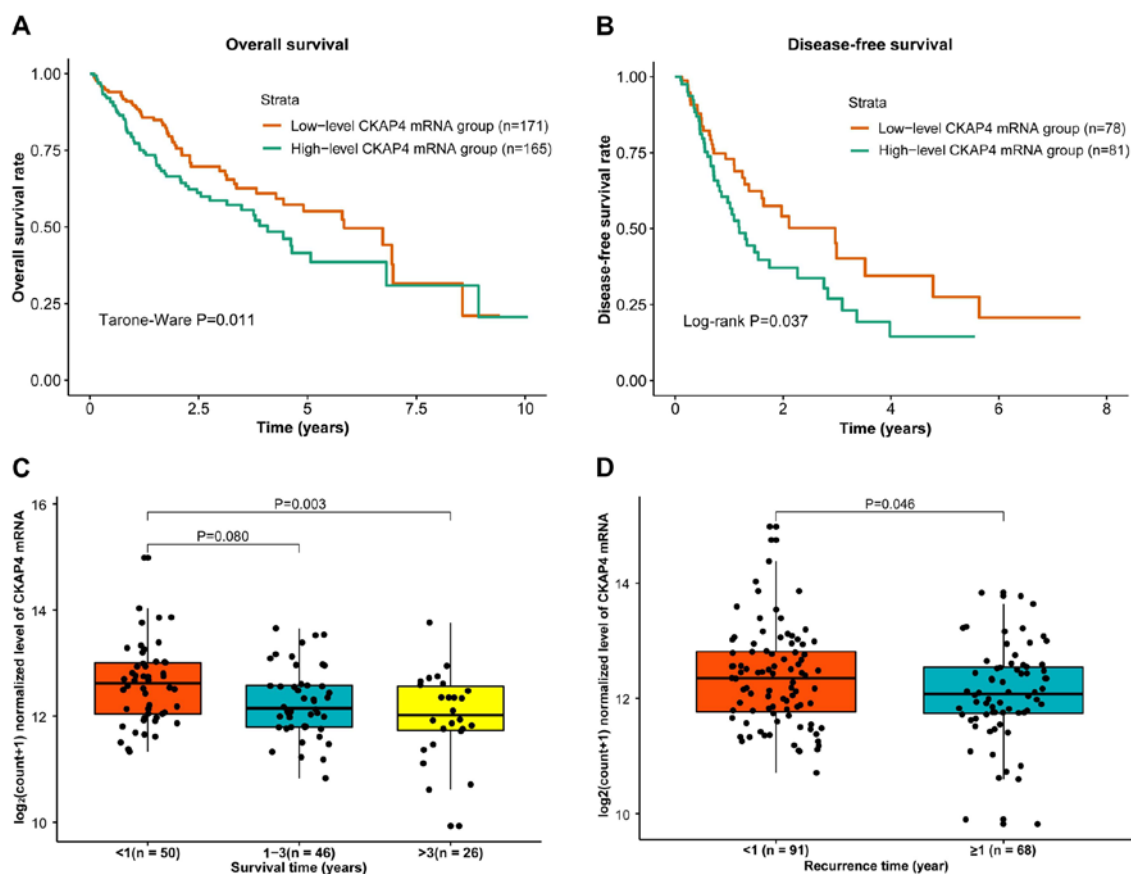 A
Overall survival
1.00
0.75
0.50
0.25
0.00
Overall survival rate
Strata
Low-level CKAP4 mRNA group (n=171)
High-level CKAP4 mRNA group (n=165)
Tarone-Ware P=0.011
0 2.5 5 7.5 10
Time (years)
B
Disease-free survival
1.00
0.75
0.50
0.25
0.00
Disease-free survival rate
Strata
Low-level CKAP4 mRNA group (n=78)
High-level CKAP4 mRNA group (n=81)
Log-rank P=0.037
0 2 4 6 8
Time (years)
C
16
14
12
10
log₂(count+1) normalized level of CKAP4 mRNA
P=0.003
P=0.080
<1(n = 50) 1−3(n = 46) >3(n = 26)
Survival time (years)
D
14
12
10
log2(count+1) normalized level of CKAP4 mRNA
P=0.046
<1 (n = 91) ≥1 (n = 68)
Recurrence time (year)